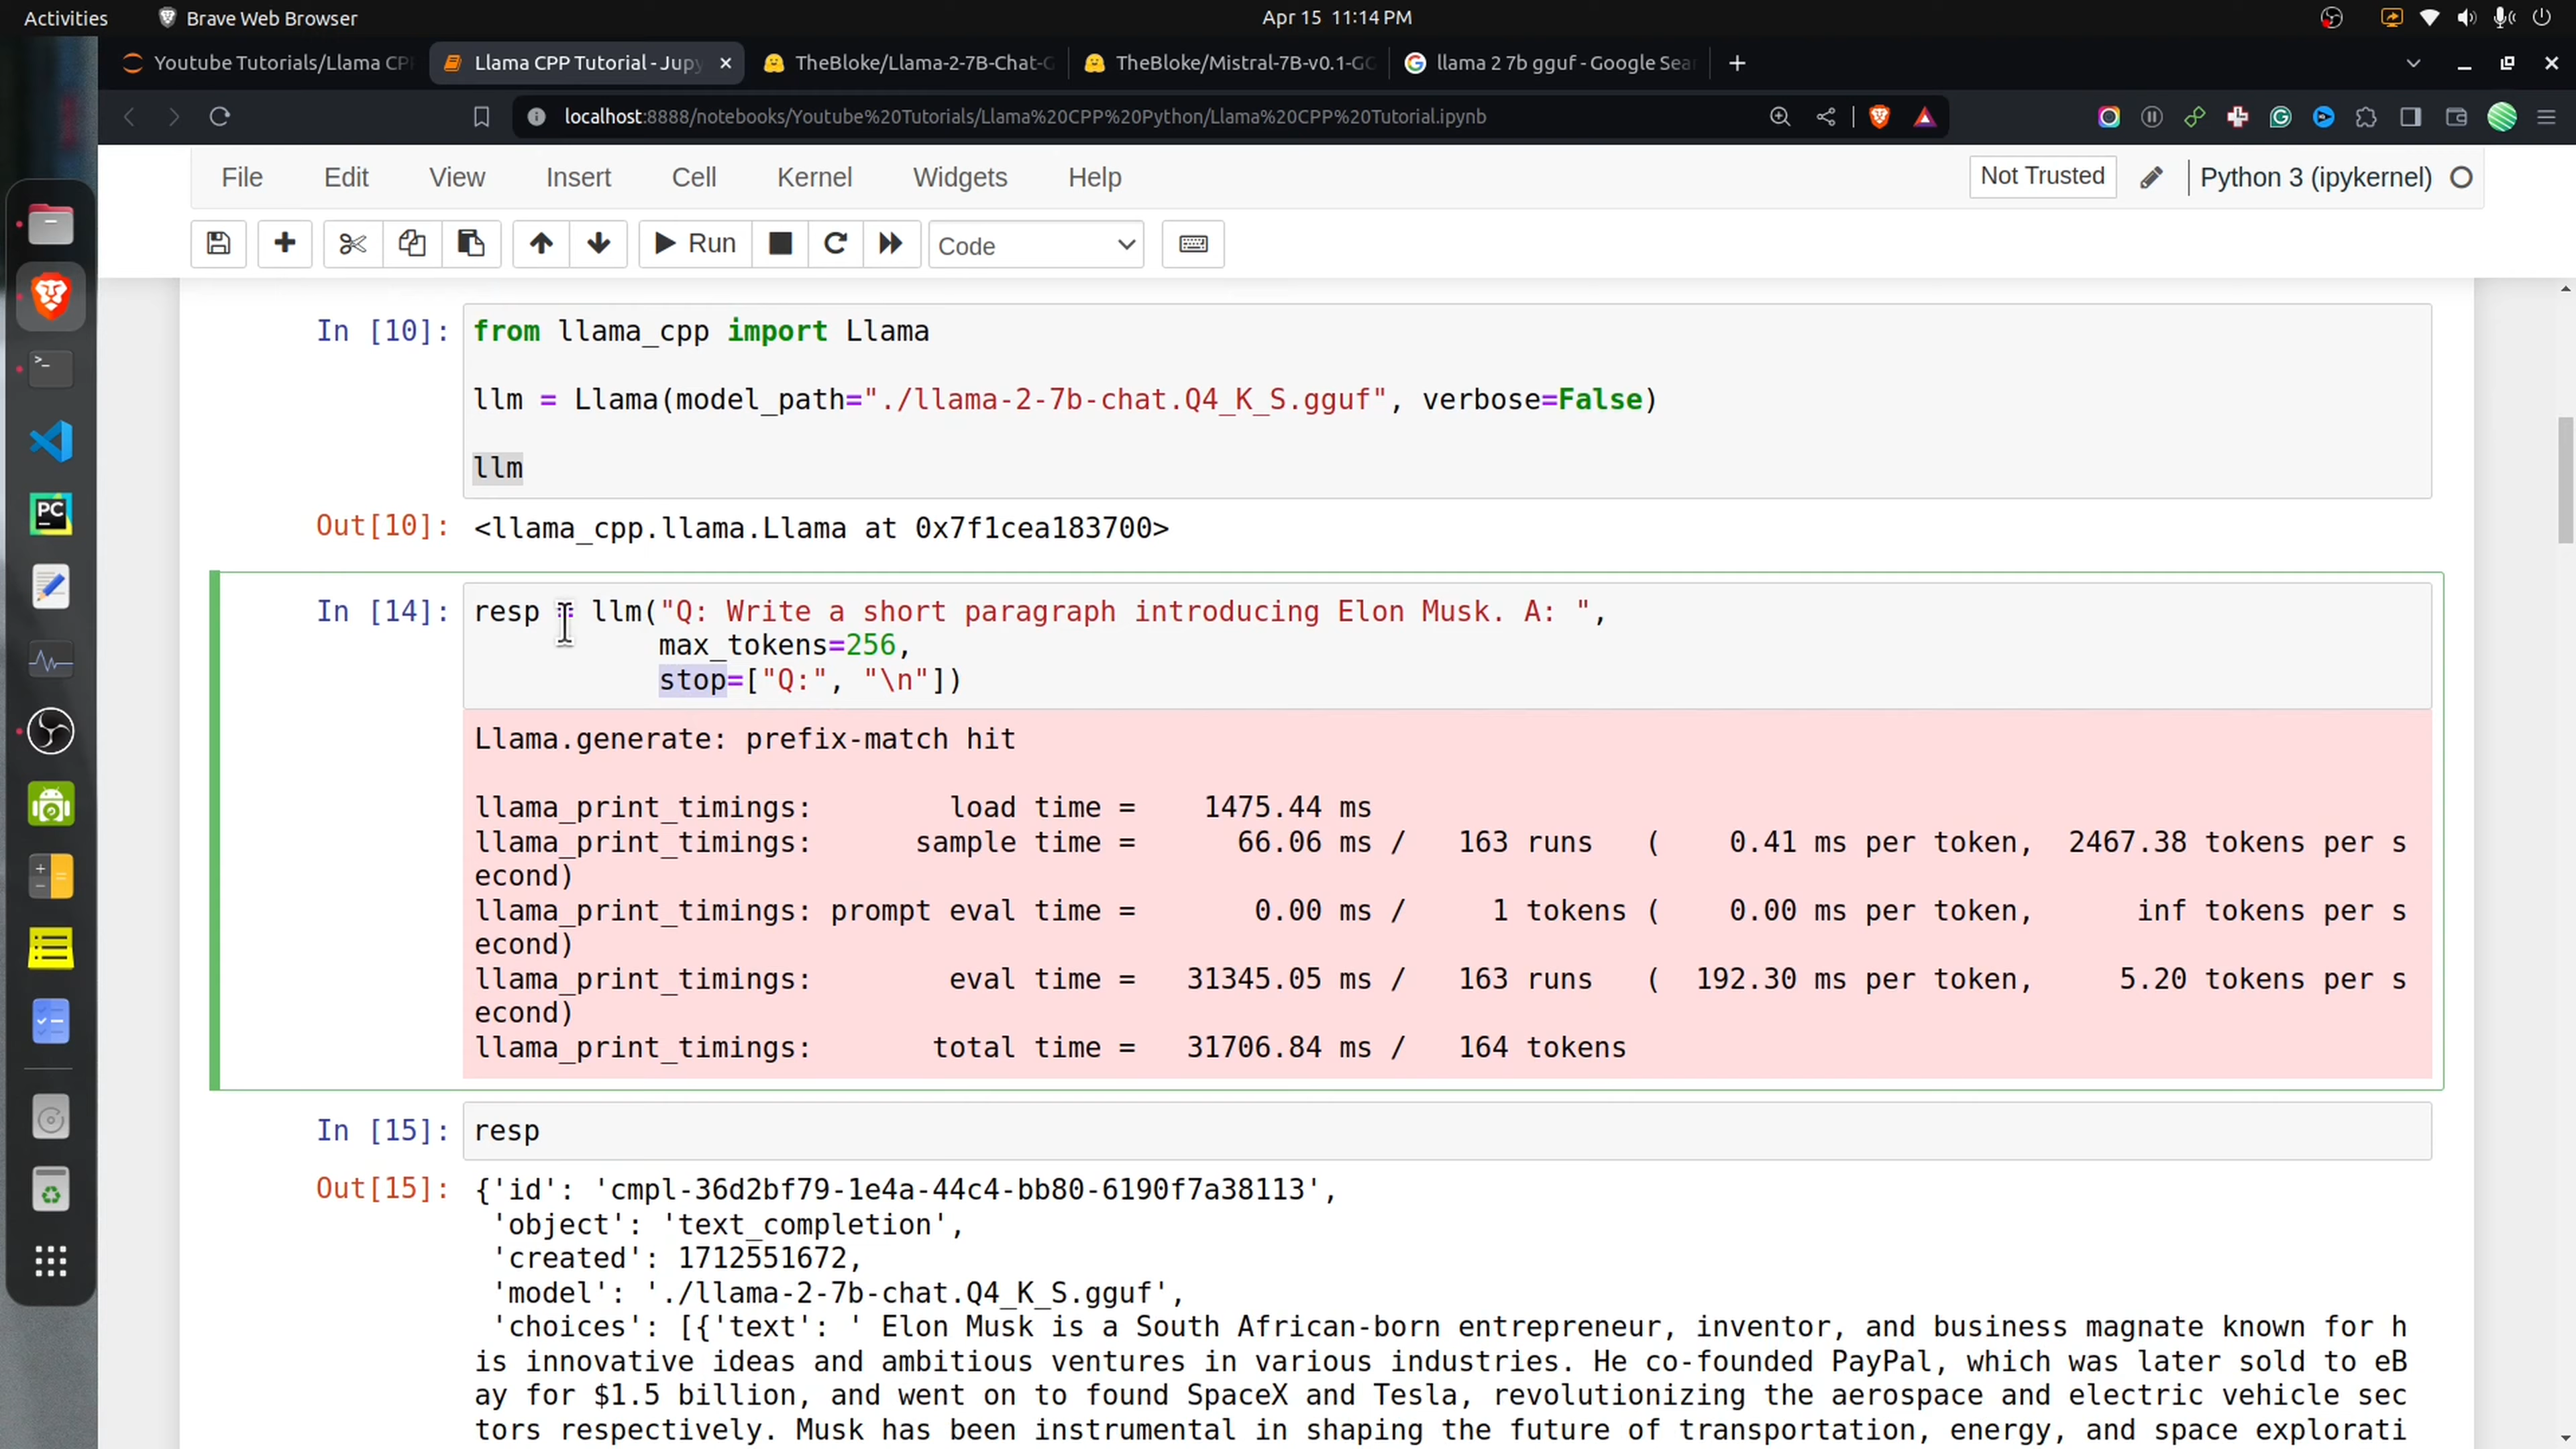 Activities
Brave Web Browser
Apr 15 11:14 PM
Youtube Tutorials/Llama CP
Llama CPP Tutorial - Jupy
TheBloke/Llama-2-7B-Chat-G
TheBloke/Mistral-7B-v0.1-GG
llama 2 7b gguf - Google Sear
localhost:8888/notebooks/Youtube%20Tutorials/Llama%20CPP%20Python/Llama%20CPP%20Tutorial.ipynb
File Edit View Insert Cell Kernel Widgets Help
Not Trusted
Python 3 (ipykernel)
Run
Code
In [10]:
from llama_cpp import Llama
llm = Llama(model_path="./llama-2-7b-chat.Q4_K_S.gguf", verbose=False)
llm
Out[10]: <llama_cpp.llama.Llama at 0x7f1cea183700>
In [14]:
resp = llm("Q: Write a short paragraph introducing Elon Musk. A: ",
max_tokens=256,
stop=["Q:", "\n"])
Llama.generate: prefix-match hit
llama_print_timings:        load time =    1475.44 ms
llama_print_timings:      sample time =      66.06 ms /   163 runs   (    0.41 ms per token,  2467.38 tokens per s
econd)
llama_print_timings: prompt eval time =       0.00 ms /     1 tokens (    0.00 ms per token,      inf tokens per s
econd)
llama_print_timings:        eval time =   31345.05 ms /   163 runs   (  192.30 ms per token,     5.20 tokens per s
econd)
llama_print_timings:       total time =   31706.84 ms /   164 tokens
In [15]: resp
Out[15]: {'id': 'cmpl-36d2bf79-1e4a-44c4-bb80-6190f7a38113',
'object': 'text_completion',
'created': 1712551672,
'model': './llama-2-7b-chat.Q4_K_S.gguf',
'choices': [{'text': ' Elon Musk is a South African-born entrepreneur, inventor, and business magnate known for h
is innovative ideas and ambitious ventures in various industries. He co-founded PayPal, which was later sold to eB
ay for $1.5 billion, and went on to found SpaceX and Tesla, revolutionizing the aerospace and electric vehicle sec
tors respectively. Musk has been instrumental in shaping the future of transportation, energy, and space explorati